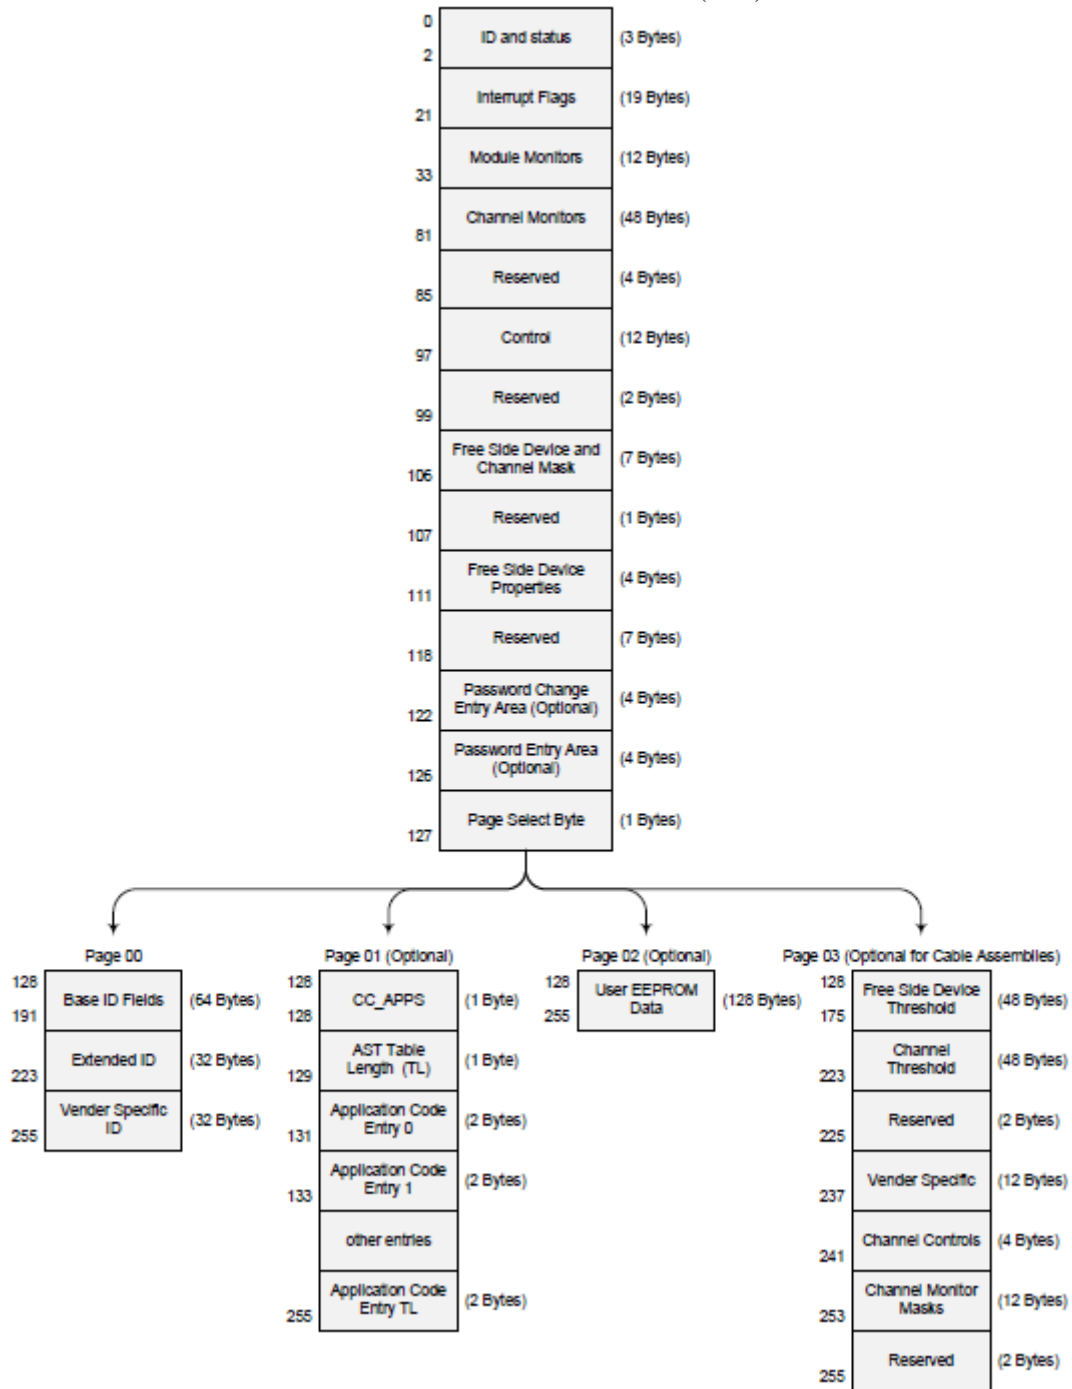 0
ID and status (3 Bytes)
2
Interrupt Flags (19 Bytes)
21
Module Monitors (12 Bytes)
33
Channel Monitors (48 Bytes)
81
Reserved (4 Bytes)
85
Control (12 Bytes)
97
Reserved (2 Bytes)
99
Free Side Device and
Channel Mask (7 Bytes)
106
Reserved (1 Bytes)
107
Free Side Device
Properties (4 Bytes)
111
Reserved (7 Bytes)
118
Password Change
Entry Area (Optional) (4 Bytes)
122
Password Entry Area
(Optional) (4 Bytes)
126
Page Select Byte (1 Bytes)
127
Page 00
128
Base ID Fields (64 Bytes)
191
Extended ID (32 Bytes)
223
Vender Specific
ID (32 Bytes)
255
Page 01 (Optional)
128
CC_APPS (1 Byte)
128
AST Table
Length (TL) (1 Byte)
129
Application Code
Entry 0 (2 Bytes)
131
Application Code
Entry 1 (2 Bytes)
133
other entries
Application Code
Entry TL (2 Bytes)
255
Page 02 (Optional)
128
User EEPROM
Data (128 Bytes)
255
Page 03 (Optional for Cable Assemblies)
128
Free Side Device
Threshold (48 Bytes)
175
Channel
Threshold (48 Bytes)
223
Reserved (2 Bytes)
225
Vender Specific (12 Bytes)
237
Channel Controls (4 Bytes)
241
Channel Monitor
Masks (12 Bytes)
253
Reserved (2 Bytes)
255